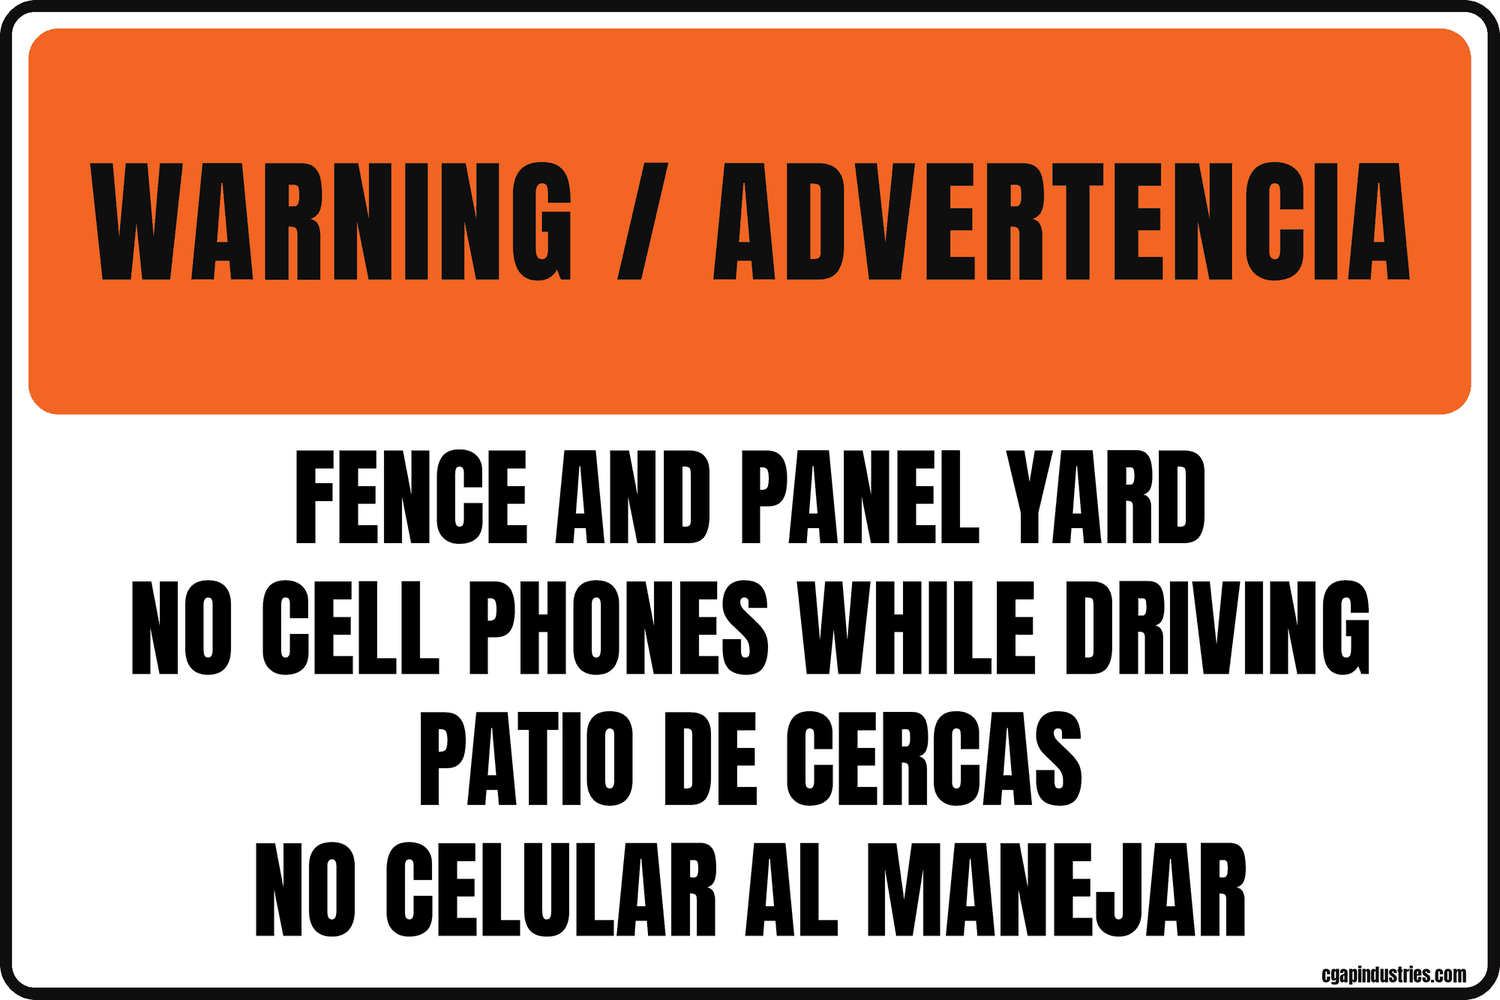 WARNING / ADVERTENCIA
FENCE AND PANEL YARD
NO CELL PHONES WHILE DRIVING
PATIO DE CERCAS
NO CELULAR AL MANEJAR
cgapindustries.com